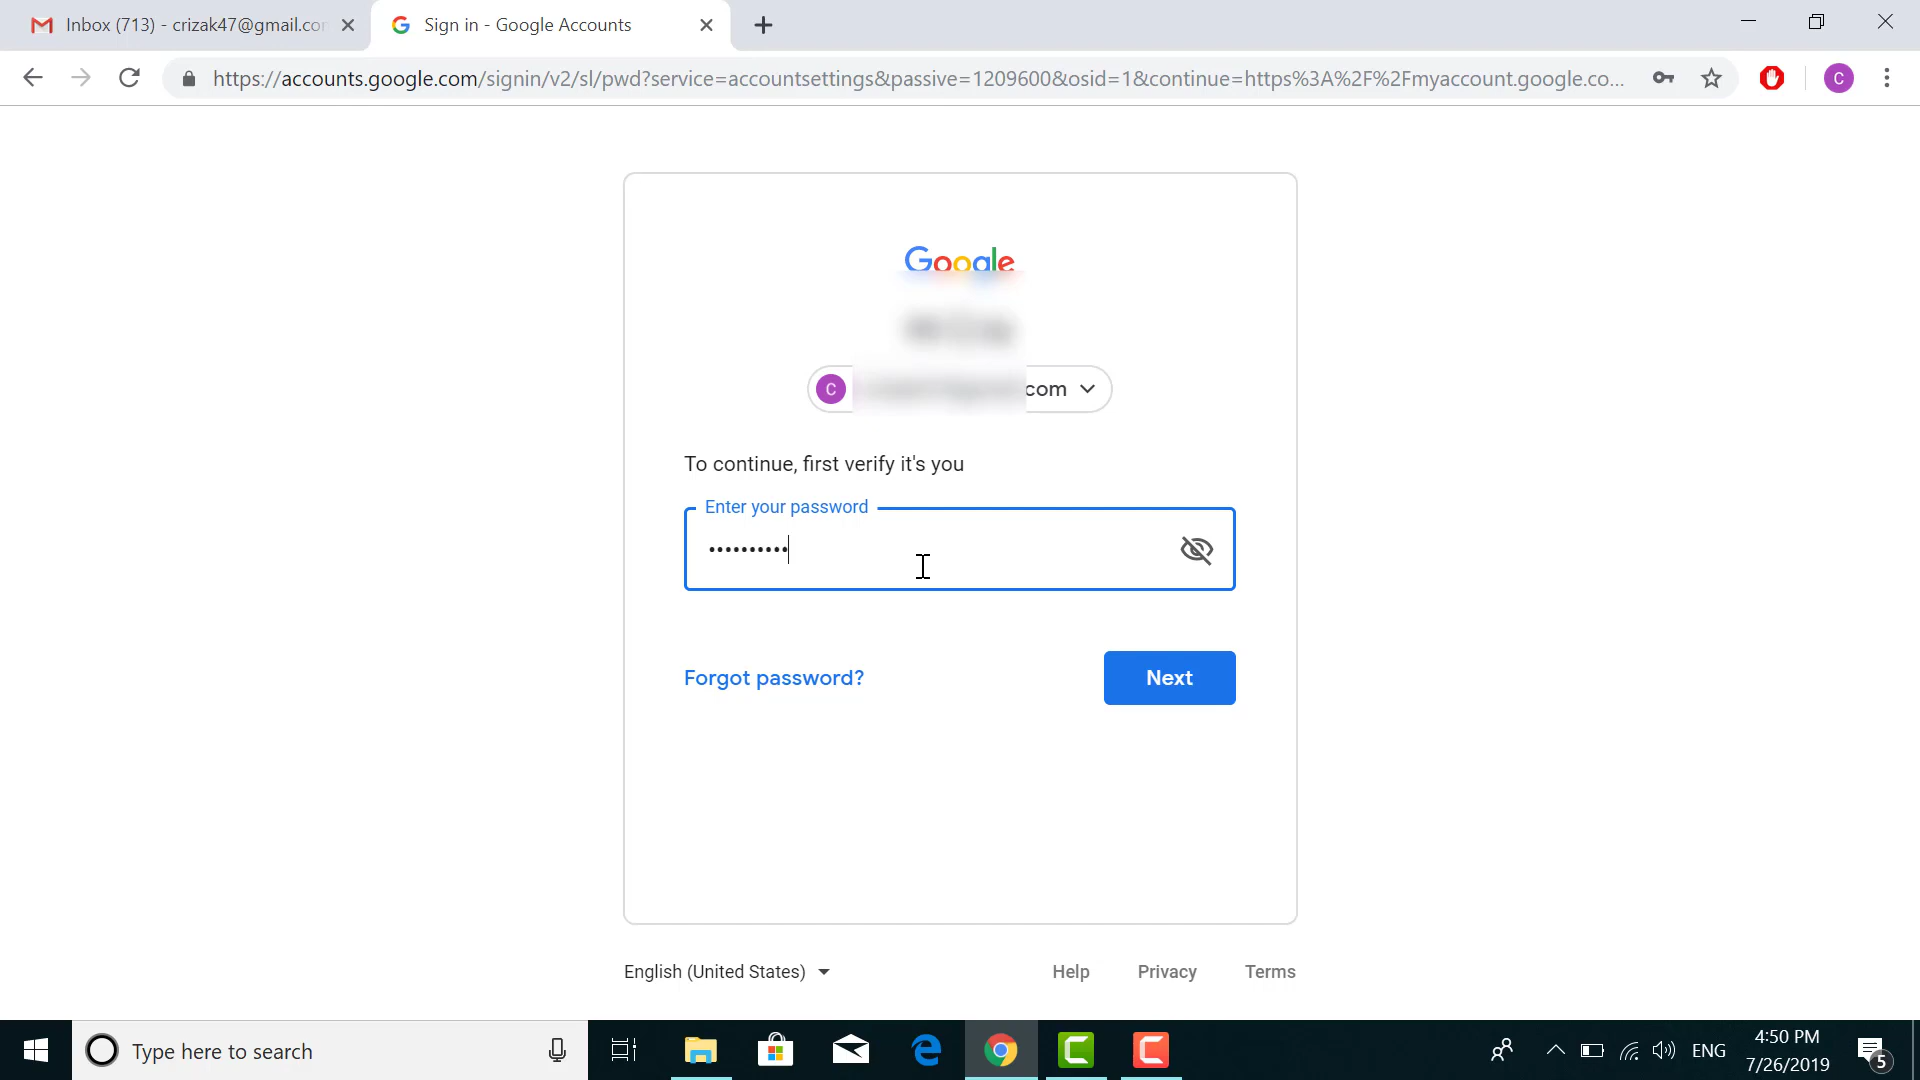 Inbox (713) - crizak47@gmail.co
Sign in - Google Accounts
https://accounts.google.com/signin/v2/sl/pwd?service=accountsettings&passive=1209600&osid=1&continue=https%3A%2F%2Fmyaccount.google.co...
C
Google
C
com
To continue, first verify it's you
Enter your password
••••••••••
Forgot password?
Next
English (United States)
Help
Privacy
Terms
Type here to search
ENG
4:50 PM
7/26/2019
5